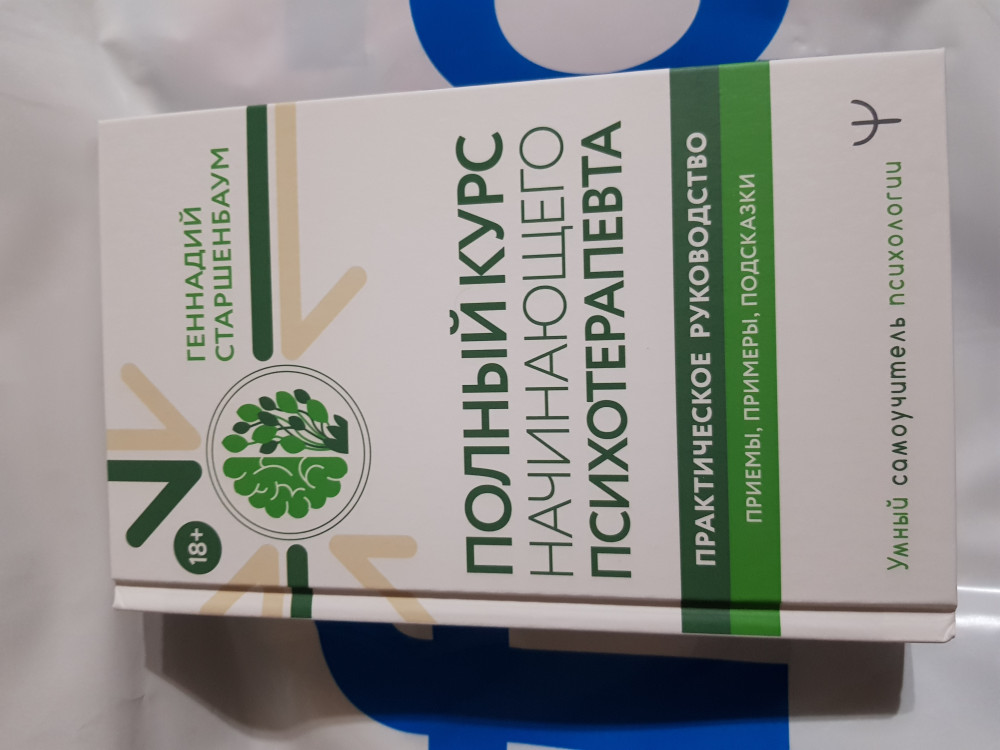 ГЕННАДИЙ
СТАРШЕНБАУМ
18+
ПОЛНЫЙ КУРС
НАЧИНАЮЩЕГО
ПСИХОТЕРАПЕВТА
ПРАКТИЧЕСКОЕ РУКОВОДСТВО
ПРИЕМЫ, ПРИМЕРЫ, ПОДСКАЗКИ
Умный самоучитель психологии